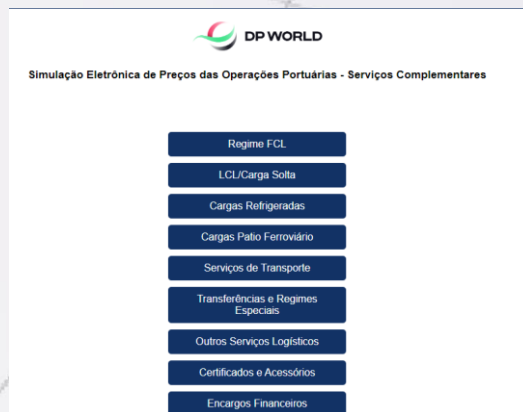 DP WORLD
Simulação Eletrônica de Preços das Operações Portuárias - Serviços Complementares
Regime FCL
LCL/Carga Solta
Cargas Refrigeradas
Cargas Patio Ferroviário
Serviços de Transporte
Transferências e Regimes
Especiais
Outros Serviços Logísticos
Certificados e Acessórios
Encargos Financeiros